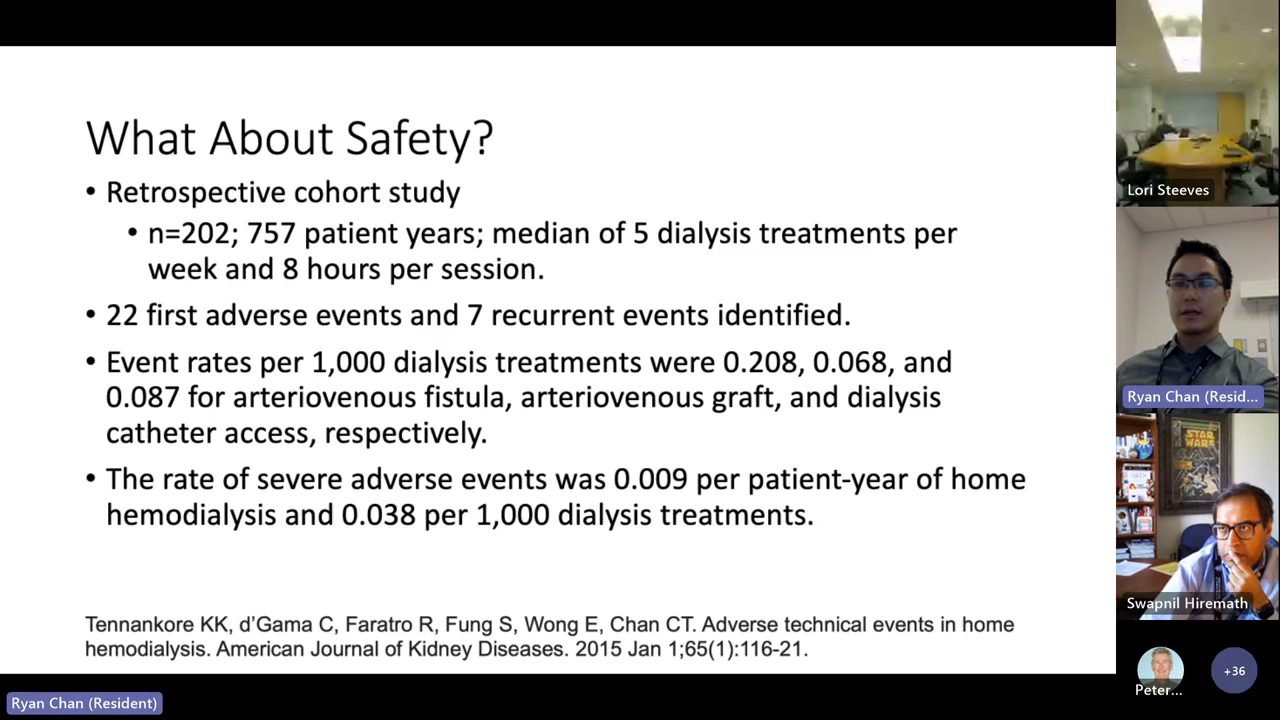 What About Safety?
• Retrospective cohort study
• n=202; 757 patient years; median of 5 dialysis treatments per
week and 8 hours per session.
• 22 first adverse events and 7 recurrent events identified.
• Event rates per 1,000 dialysis treatments were 0.208, 0.068, and
0.087 for arteriovenous fistula, arteriovenous graft, and dialysis
catheter access, respectively.
• The rate of severe adverse events was 0.009 per patient-year of home
hemodialysis and 0.038 per 1,000 dialysis treatments.
Tennankore KK, d’Gama C, Faratro R, Fung S, Wong E, Chan CT. Adverse technical events in home
hemodialysis. American Journal of Kidney Diseases. 2015 Jan 1;65(1):116-21.
Ryan Chan (Resident)
Lori Steeves
Ryan Chan (Resid...
STAR
WARS
Swapnil Hiremath
Peter...
+36